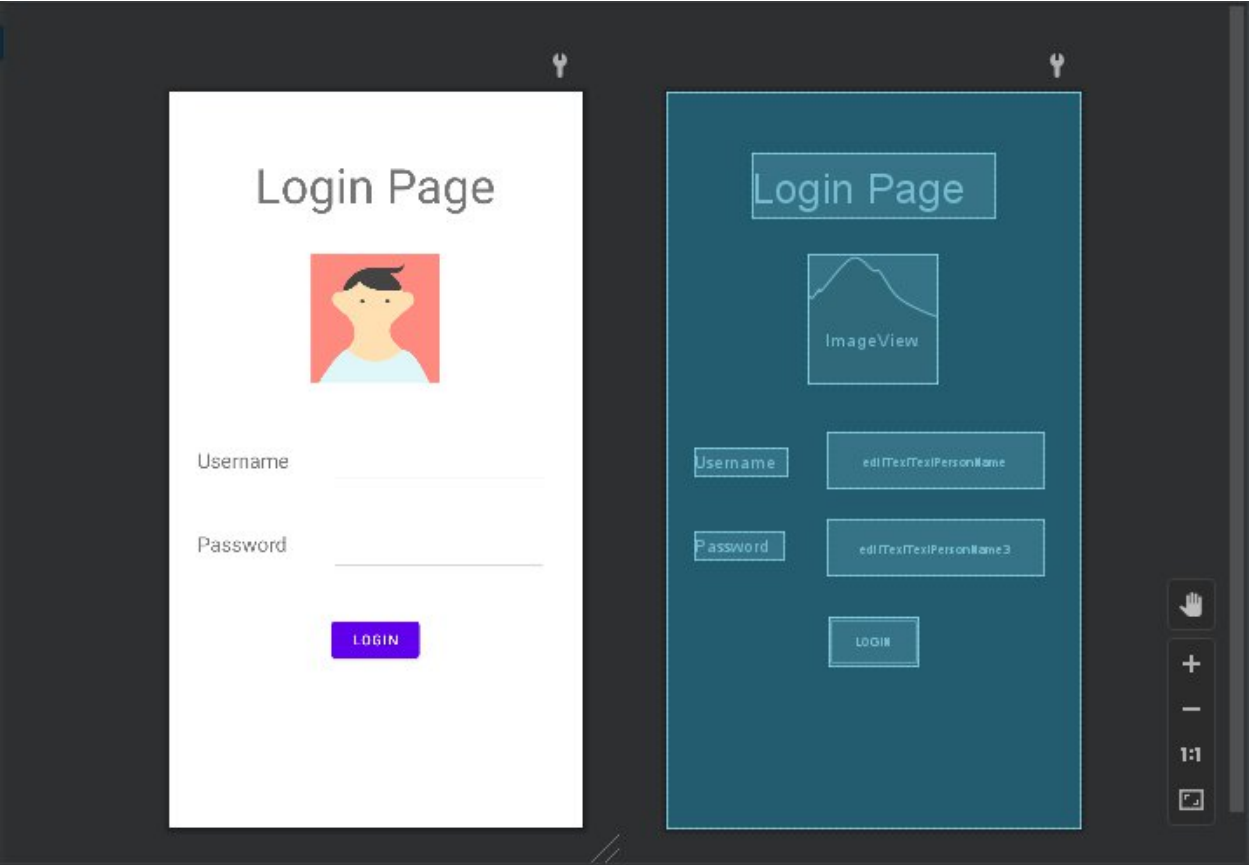 Login Page
Username
Password
LOGIN
Login Page
ImageView
Username
editTextTextPersonName
Password
editTextTextPersonName3
LOGIN
1:1